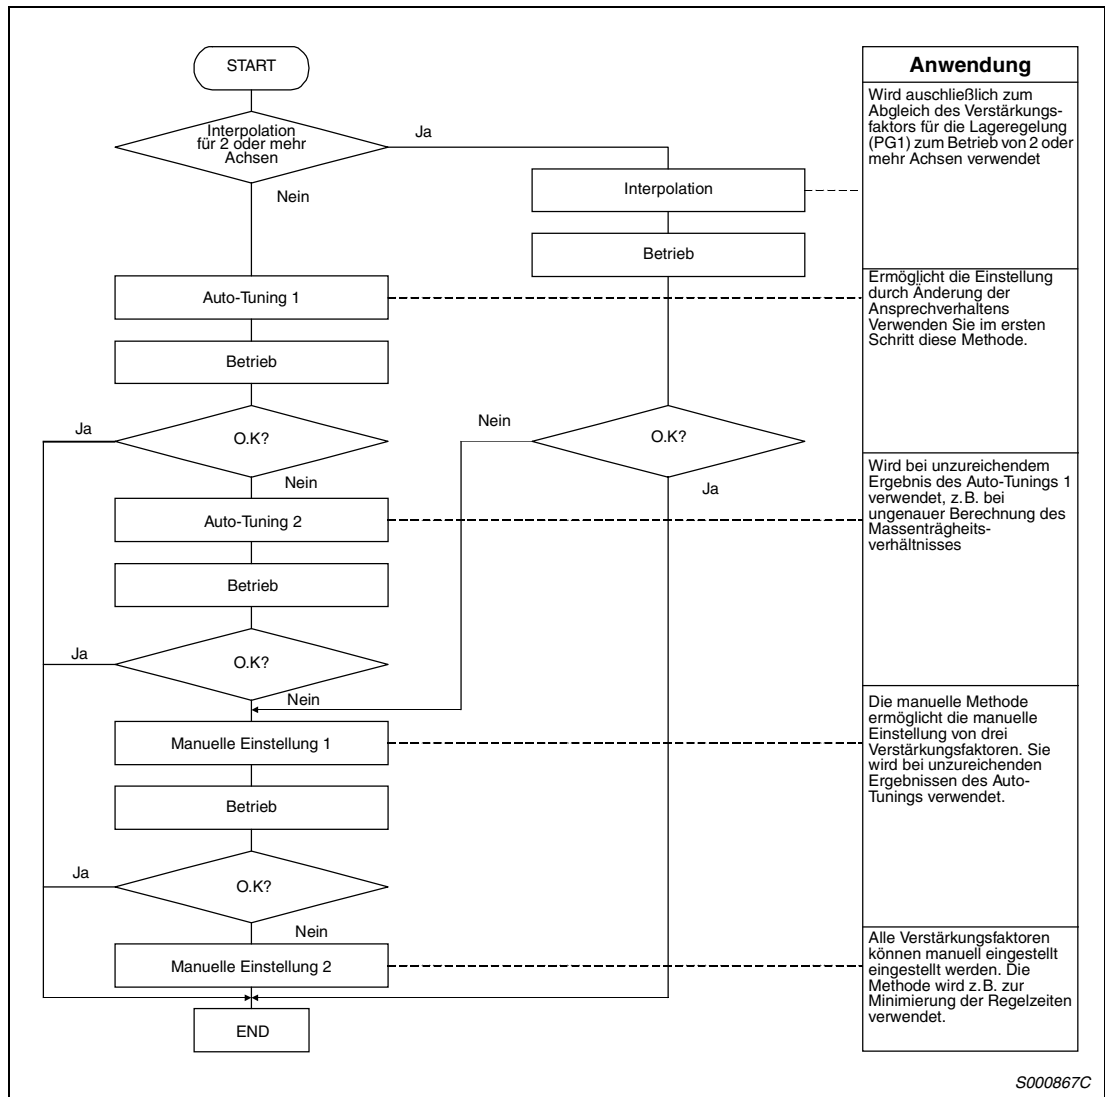 START
Interpolation
für 2 oder mehr
Achsen
Ja
Nein
Interpolation
Betrieb
Auto-Tuning 1
Betrieb
Ja
O.K?
Nein
Nein
O.K?
Ja
Auto-Tuning 2
Betrieb
Ja
O.K?
Nein
Manuelle Einstellung 1
Betrieb
Ja
O.K?
Nein
Manuelle Einstellung 2
END
Anwendung
Wird auschließlich zum
Abgleich des Verstärkungs-
faktors für die Lageregelung
(PG1) zum Betrieb von 2 oder
mehr Achsen verwendet
Ermöglicht die Einstellung
durch Änderung der
Ansprechverhaltens
Verwenden Sie im ersten
Schritt diese Methode.
Wird bei unzureichendem
Ergebnis des Auto-Tunings 1
verwendet, z.B. bei
ungenauer Berechnung des
Massenträgheits-
verhältnisses
Die manuelle Methode
ermöglicht die manuelle
Einstellung von drei
Verstärkungsfaktoren. Sie
wird bei unzureichenden
Ergebnissen des Auto-
Tunings verwendet.
Alle Verstärkungsfaktoren
können manuell eingestellt
eingestellt werden. Die
Methode wird z.B. zur
Minimierung der Regelzeiten
verwendet.
S000867C